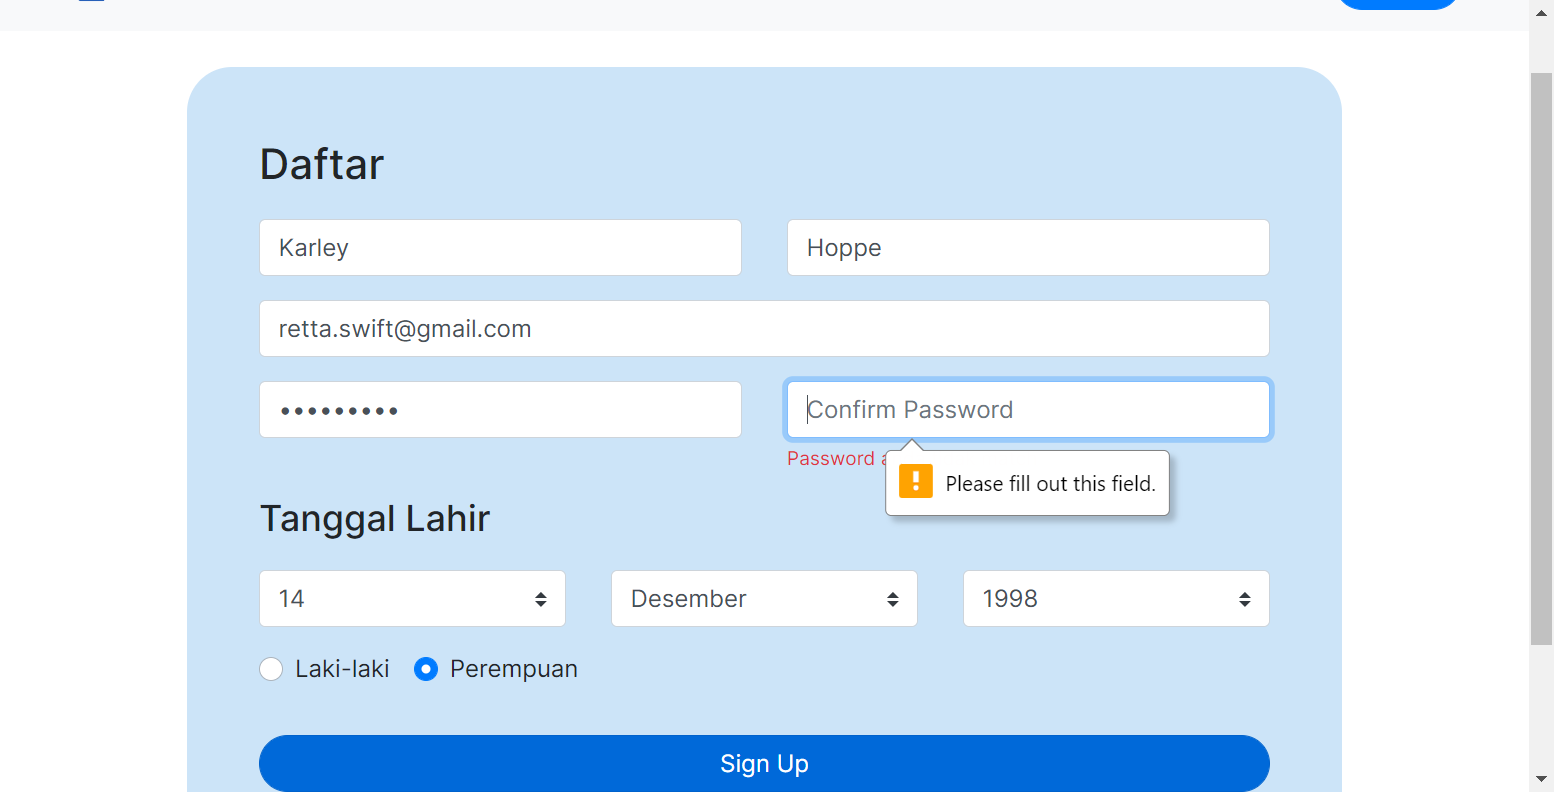 Daftar
Karley
Hoppe
retta.swift@gmail.com
•••••••••
Confirm Password
Password
Please fill out this field.
Tanggal Lahir
14
Desember
1998
Laki-laki
Perempuan
Sign Up